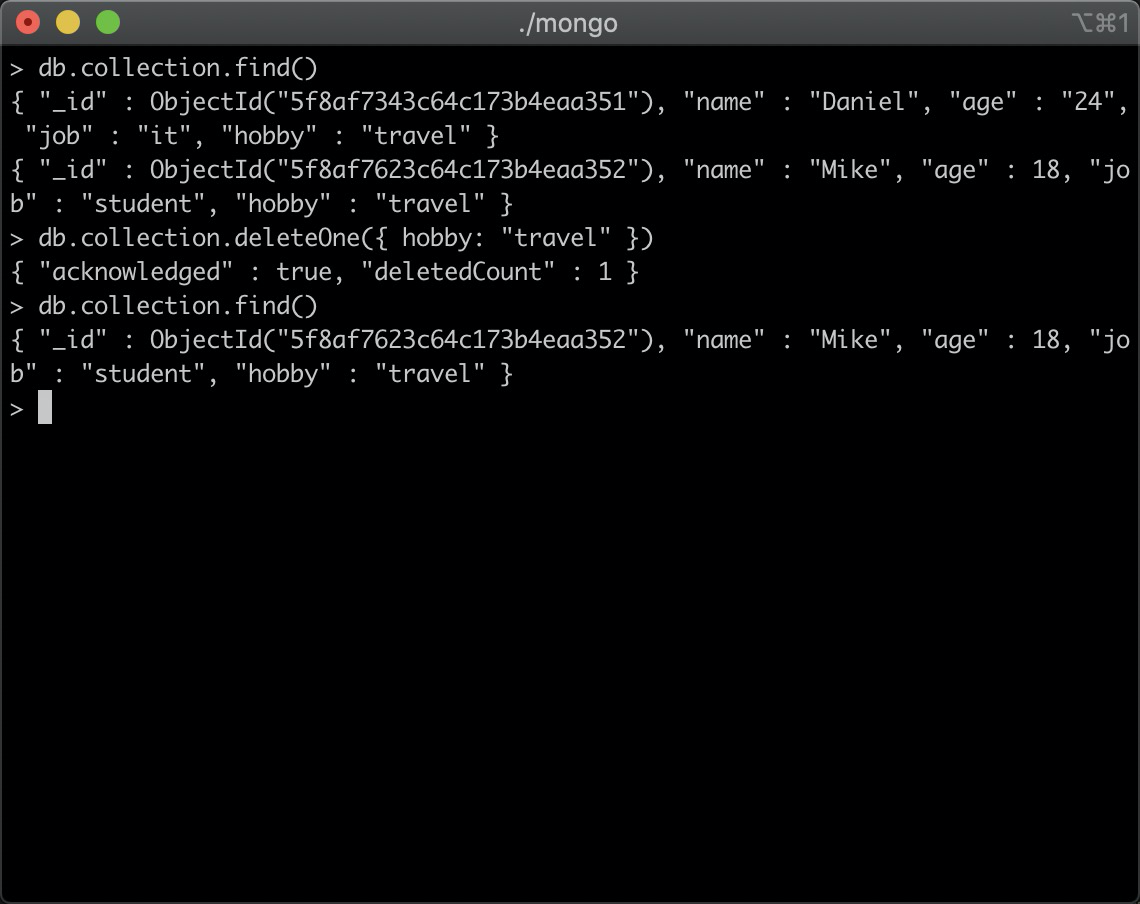 ./mongo
⌥⌘1
> db.collection.find()
{ "_id" : ObjectId("5f8af7343c64c173b4eaa351"), "name" : "Daniel", "age" : "24",
 "job" : "it", "hobby" : "travel" }
{ "_id" : ObjectId("5f8af7623c64c173b4eaa352"), "name" : "Mike", "age" : 18, "jo
b" : "student", "hobby" : "travel" }
> db.collection.deleteOne({ hobby: "travel" })
{ "acknowledged" : true, "deletedCount" : 1 }
> db.collection.find()
{ "_id" : ObjectId("5f8af7623c64c173b4eaa352"), "name" : "Mike", "age" : 18, "jo
b" : "student", "hobby" : "travel" }
>